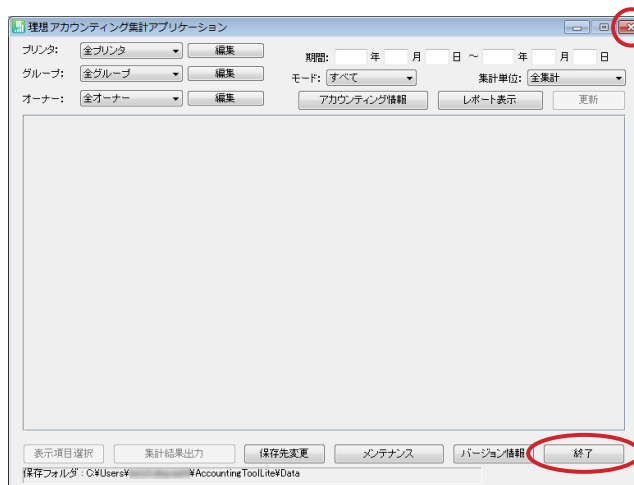 理想アカウンティング集計アプリケーション
プリンタ: 全プリンタ 編集 期間: 年 月 日 ～ 年 月 日
グループ: 全グループ 編集 モード: すべて 集計単位: 全集計
オーナー: 全オーナー 編集 アカウンティング情報 レポート表示 更新
表示項目選択 集計結果出力 保存先変更 メンテナンス バージョン情報 終了
保存フォルダ : C:¥Users¥ ¥AccountingToolLite¥Data